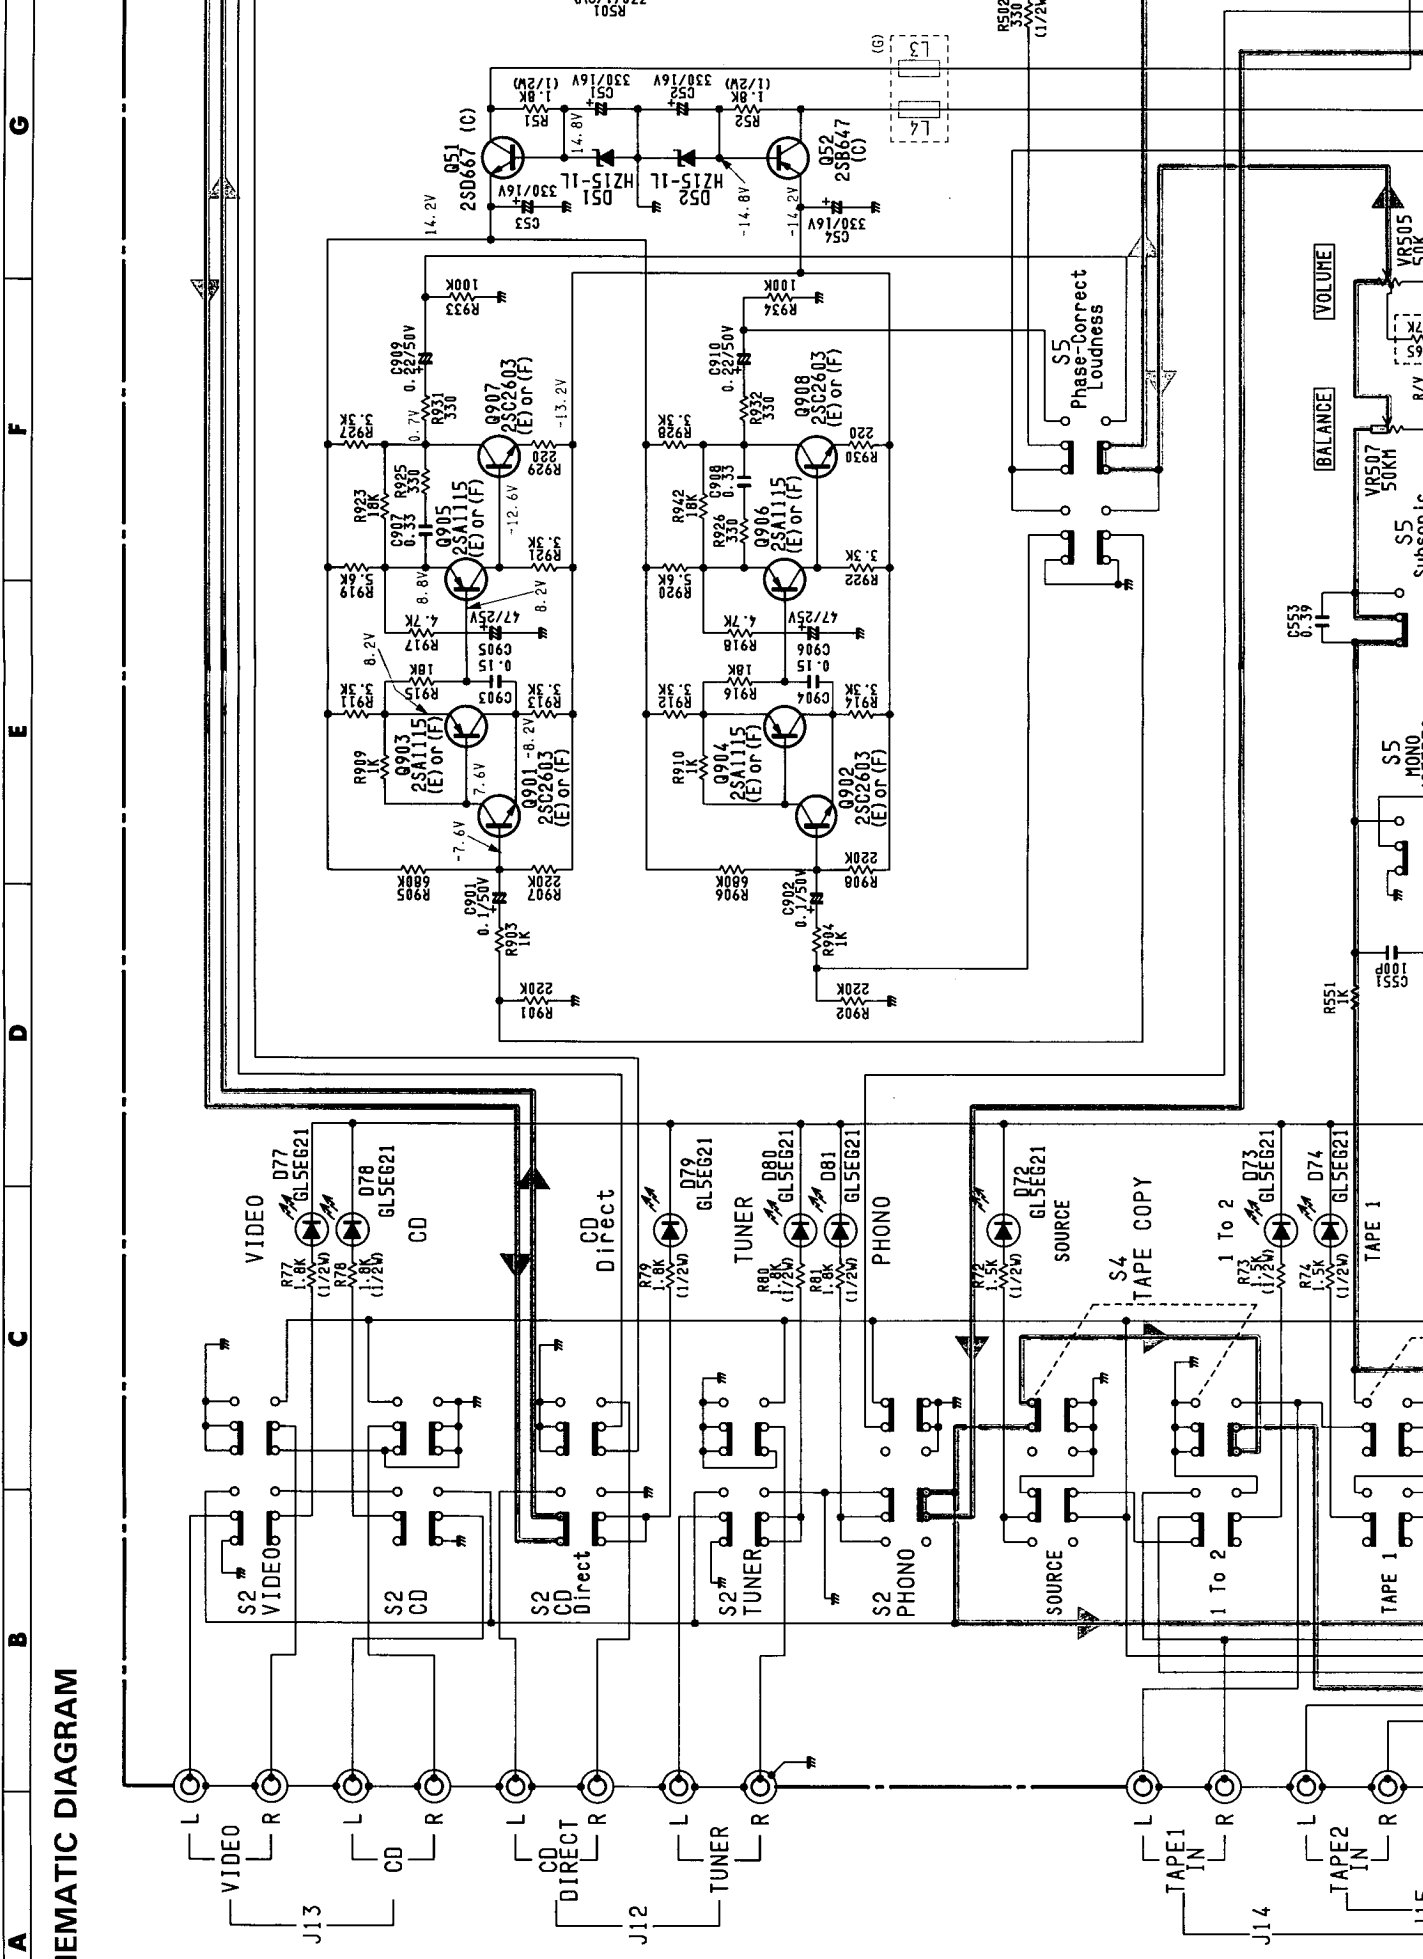 SCHEMATIC DIAGRAM
A
B
C
D
E
F
G
R501
R502
330
(1/2W
(G)
L3
L4
Q51
2SD667 (C)
R51
1.8K
(1/2W)
C51
330/16V
C52
330/16V
R52
1.8K
(1/2W)
Q52
2SB647
(C)
14.8V
-14.8V
14.2V
-14.2V
D51
HZ15-1L
D52
HZ15-1L
C53
330/16V
C54
330/16V
R933
100K
R934
100K
C909
0.22/50V
C910
0.22/50V
R931
330
R932
330
0.7V
Q907
2SC2603
(E)or(F)
Q908
2SC2603
(E)or(F)
R927
3.3K
R928
3.3K
R929
220
R930
220
-13.2V
-12.6V
R923
18K
R925
330
C907
0.33
R942
18K
C908
0.33
R926
330
Q905
2SA1115
(E)or(F)
Q906
2SA1115
(E)or(F)
R919
5.6K
R920
5.6K
R921
3.3K
R922
3.3K
8.8V
8.2V
8.2V
R917
4.7K
C905
47/25V
R918
4.7K
C906
47/25V
R915
18K
C903
0.15
R916
18K
C904
0.15
R911
3.3K
R913
3.3K
R912
3.3K
R914
3.3K
R909
1K
Q903
2SA1115
(E)or(F)
R910
1K
Q904
2SA1115
(E)or(F)
-8.2V
7.6V
-7.6V
Q901
2SC2603
(E)or(F)
Q902
2SC2603
(E)or(F)
R905
680K
R907
220K
R906
680K
R908
220K
C901
0.1/50V
C902
0.1/50V
R903
1K
R904
1K
R901
220K
R902
220K
S5
Phase-Correct
Loudness
VOLUME
VR505
50K
BALANCE
VR507
50KM
S5
C553
0.39
S5
MONO
C551
100P
R551
1K
VIDEO
D77
GL5EG21
D78
GL5EG21
CD
CD
Direct
D79
GL5EG21
TUNER
D80
GL5EG21
D81
GL5EG21
PHONO
D72
GL5EG21
SOURCE
S4
TAPE COPY
1 To 2
D73
GL5EG21
D74
GL5EG21
TAPE 1
R77
1.8K
(1/2W)
R78
1.8K
(1/2W)
R79
1.8K
(1/2W)
R80
1.8K
(1/2W)
R81
1.8K
(1/2W)
R72
1.5K
(1/2W)
R73
1.5K
(1/2W)
R74
1.5K
(1/2W)
S2
VIDEO
S2
CD
S2
CD
Direct
S2
TUNER
S2
PHONO
SOURCE
1 To 2
TAPE 1
L
R
L
R
L
R
L
R
L
R
L
R
VIDEO
CD
CD
DIRECT
TUNER
TAPE1
IN
TAPE2
IN
J13
J12
J14